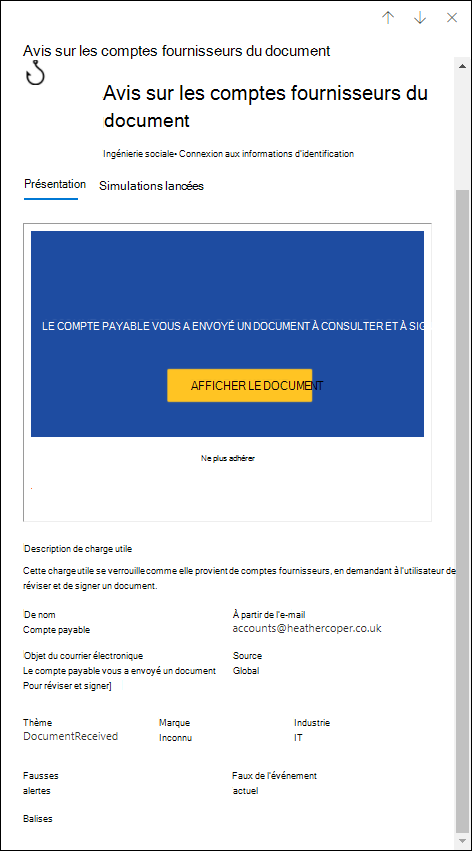 Avis sur les comptes fournisseurs du document
Avis sur les comptes fournisseurs du
document
Ingénierie sociale• Connexion aux informations d'identification
Présentation Simulations lancées
LE COMPTE PAYABLE VOUS A ENVOYÉ UN DOCUMENT À CONSULTER ET À SIG
AFFICHER LE DOCUMENT
Ne plus adhérer
Description de charge utile
Cette charge utile se verrouille comme elle provient de comptes fournisseurs, en demandant à l'utilisateur de
réviser et de signer un document.
De nom À partir de l'e-mail
Compte payable accounts@heathercoper.co.uk
Objet du courrier électronique Source
Le compte payable vous a envoyé un document Global
Pour réviser et signer]
Thème Marque Industrie
DocumentReceived Inconnu IT
Fausses Faux de l'événement
alertes actuel
Balises